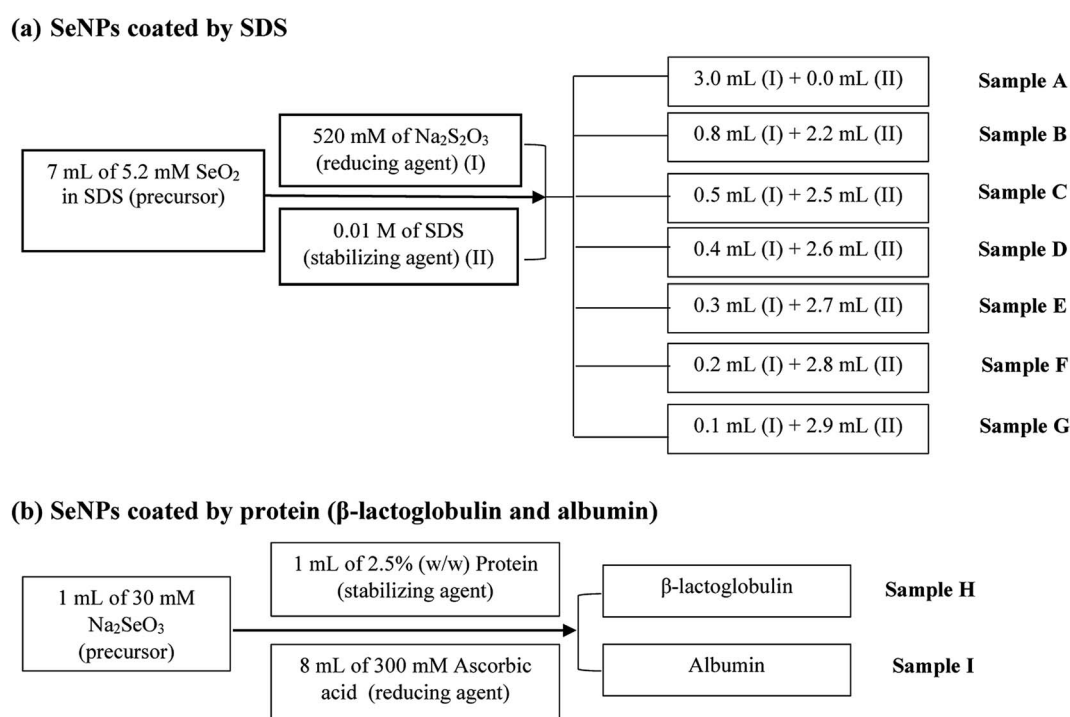 (a) SeNPs coated by SDS
7 mL of 5.2 mM SeO₂
in SDS (precursor)
520 mM of Na₂S₂O₃
(reducing agent) (I)
0.01 M of SDS
(stabilizing agent) (II)
3.0 mL (I) + 0.0 mL (II) Sample A
0.8 mL (I) + 2.2 mL (II) Sample B
0.5 mL (I) + 2.5 mL (II) Sample C
0.4 mL (I) + 2.6 mL (II) Sample D
0.3 mL (I) + 2.7 mL (II) Sample E
0.2 mL (I) + 2.8 mL (II) Sample F
0.1 mL (I) + 2.9 mL (II) Sample G
(b) SeNPs coated by protein (β-lactoglobulin and albumin)
1 mL of 30 mM
Na₂SeO₃
(precursor)
1 mL of 2.5% (w/w) Protein
(stabilizing agent)
8 mL of 300 mM Ascorbic
acid (reducing agent)
β-lactoglobulin Sample H
Albumin Sample I